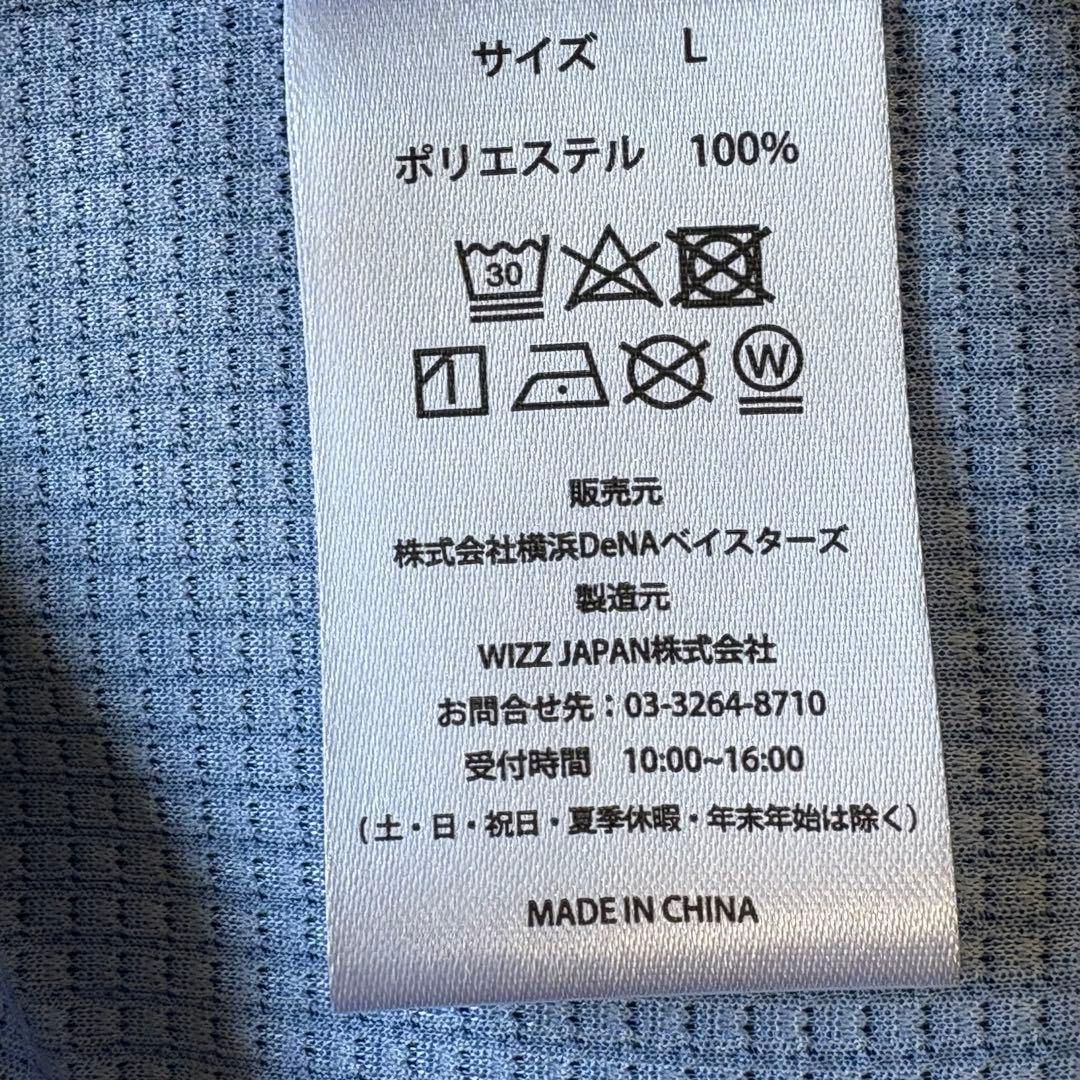 サイズ L
ポリエステル 100%
30
W
販売元
株式会社横浜DeNAベイスターズ
製造元
WIZZ JAPAN株式会社
お問合せ先：03-3264-8710
受付時間 10:00~16:00
(土・日・祝日・夏季休暇・年末年始は除く)
MADE IN CHINA